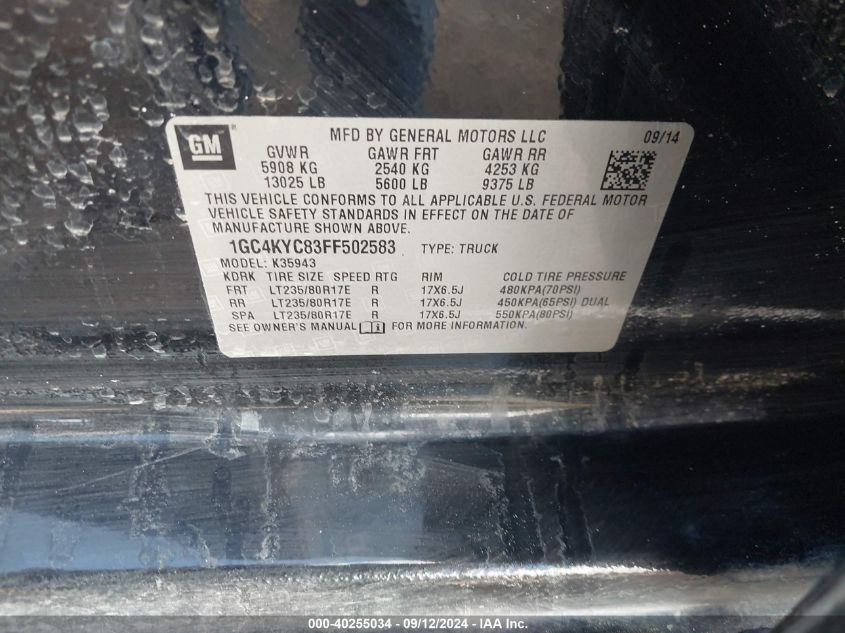 GM
MFD BY GENERAL MOTORS LLC 09/14
GVWR GAWR FRT GAWR RR
5908 KG 2540 KG 4253 KG
13025 LB 5600 LB 9375 LB
THIS VEHICLE CONFORMS TO ALL APPLICABLE U.S. FEDERAL MOTOR
VEHICLE SAFETY STANDARDS IN EFFECT ON THE DATE OF
MANUFACTURE SHOWN ABOVE.
1GC4KYC83FF502583 TYPE: TRUCK
MODEL: K35943
KDRK TIRE SIZE SPEED RTG RIM COLD TIRE PRESSURE
FRT LT235/80R17E R 17X6.5J 480KPA(70PSI)
RR LT235/80R17E R 17X6.5J 450KPA(65PSI) DUAL
SPA LT235/80R17E R 17X6.5J 550KPA(80PSI)
SEE OWNER'S MANUAL FOR MORE INFORMATION.
000-40255034 - 09/12/2024 - IAA Inc.